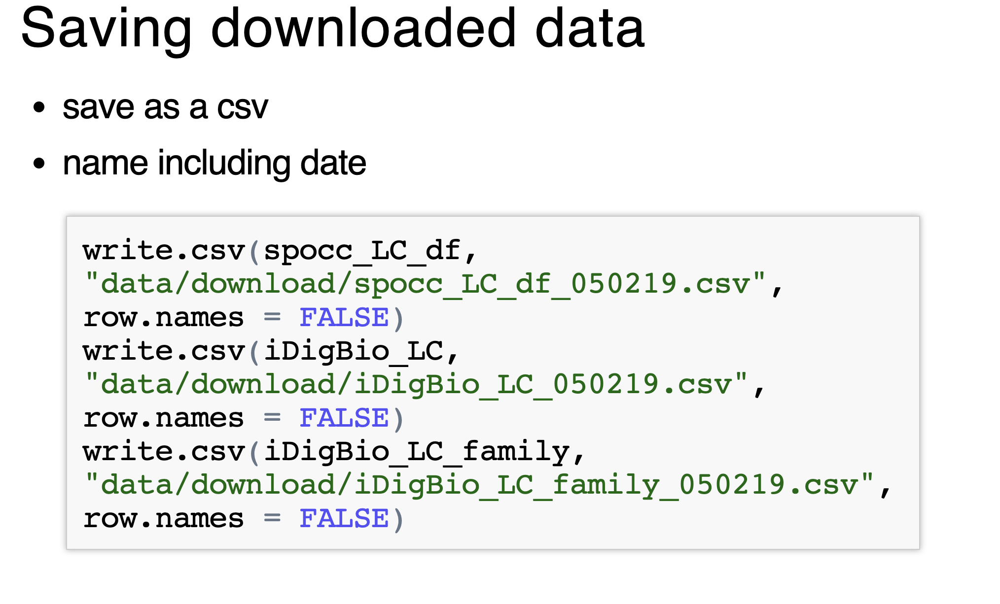 Saving downloaded data
• save as a csv
• name including date
write.csv(spocc_LC_df,
"data/download/spocc_LC_df_050219.csv",
row.names = FALSE)
write.csv(iDigBio_LC,
"data/download/iDigBio_LC_050219.csv",
row.names = FALSE)
write.csv(iDigBio_LC_family,
"data/download/iDigBio_LC_family_050219.csv",
row.names = FALSE)